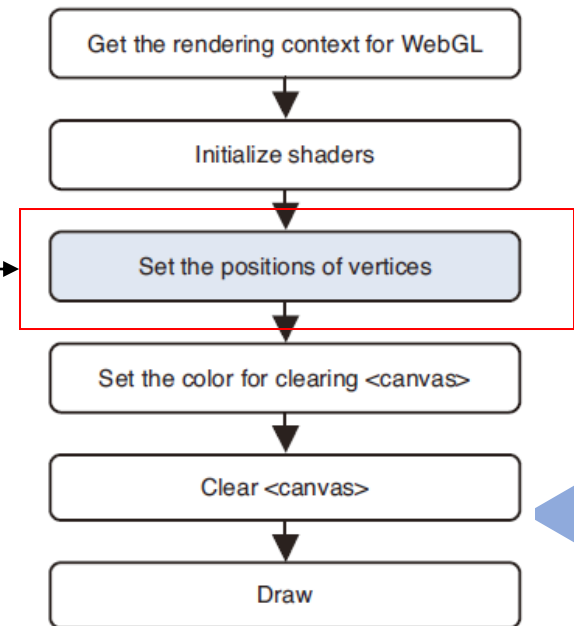 Get the rendering context for WebGL
Initialize shaders
Set the positions of vertices
Set the color for clearing <canvas>
Clear <canvas>
Draw